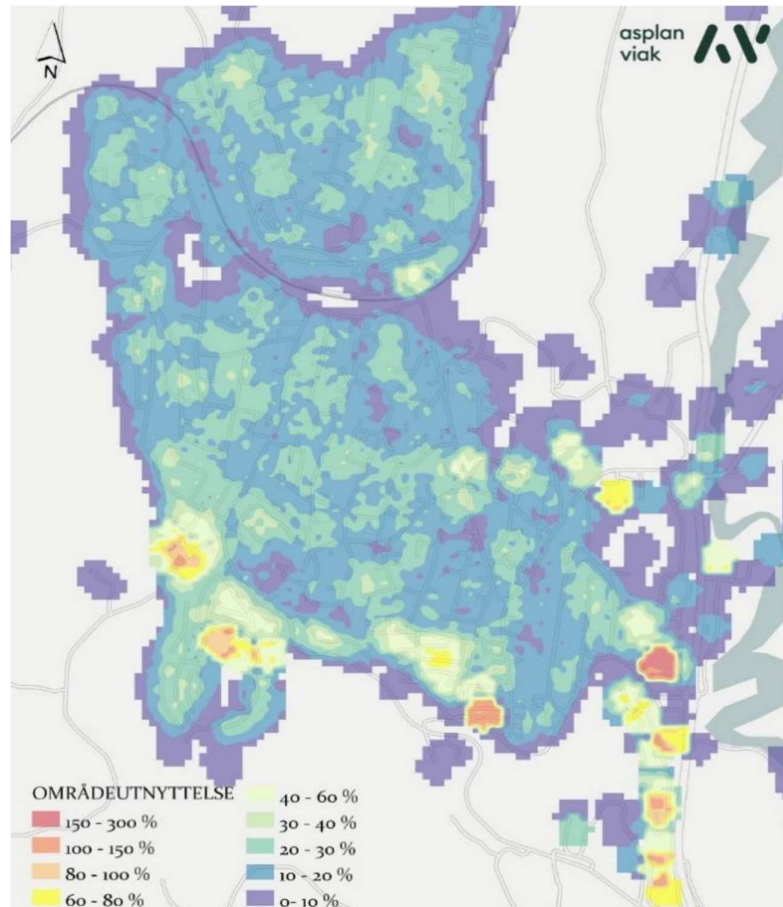 N
asplan
viak
OMRÅDEUTNYTTELSE
150 - 300 %
100 - 150 %
80 - 100 %
60 - 80 %
40 - 60 %
30 - 40 %
20 - 30 %
10 - 20 %
0- 10 %